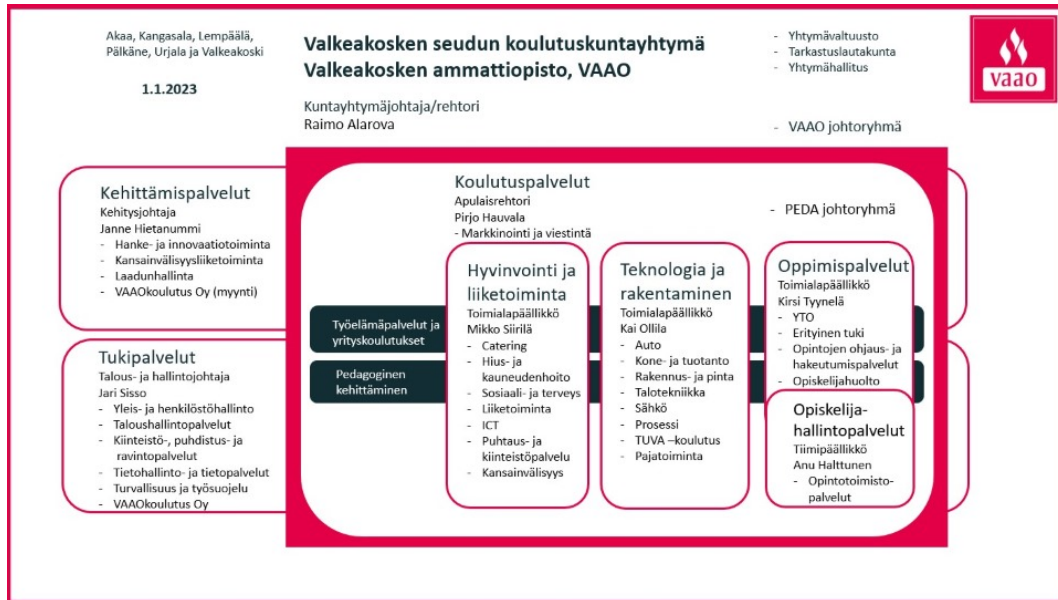 Akaa, Kangasala, Lempäälä,
Pälkäne, Urjala ja Valkeakoski
1.1.2023
Valkeakosken seudun koulutuskuntayhtymä
Valkeakosken ammattiopisto, VAAO
Kuntayhtymäjohtaja/rehtori
Raimo Alarova
- Yhtymävaltuusto
- Tarkastuslautakunta
- Yhtymähallitus
- VAAO johtoryhmä
vaao
Kehittämispalvelut
Kehitysjohtaja
Janne Hietanummi
- Hanke- ja innovaatiotoiminta
- Kansainvälisyysliiketoiminta
- Laadunhallinta
- VAAOkoulutus Oy (myynti)
Tukipalvelut
Talous- ja hallintojohtaja
Jari Sisso
- Yleis- ja henkilöstöhallinto
- Taloushallintopalvelut
- Kiinteistö-, puhdistus- ja
ravintopalvelut
- Tietohallinto- ja tietopalvelut
- Turvallisuus ja työsuojelu
- VAAOkoulutus Oy
Koulutuspalvelut
Apulaisrehtori
Pirjo Hauvala
- Markkinointi ja viestintä
- PEDA johtoryhmä
Työelämäpalvelut ja
yrityskoulutukset
Pedagoginen
kehittäminen
Hyvinvointi ja
liiketoiminta
Toimialapäällikkö
Mikko Siirilä
- Catering
- Hius- ja
kauneudenhoito
- Sosiaali- ja terveys
- Liiketoiminta
- ICT
- Puhtaus- ja
kiinteistöpalvelu
- Kansainvälisyys
Teknologia ja
rakentaminen
Toimialapäällikkö
Kai Ollila
- Auto
- Kone- ja tuotanto
- Rakennus- ja pinta
- Talotekniikka
- Sähkö
- Prosessi
- TUVA –koulutus
- Pajatoiminta
Oppimispalvelut
Toimialapäällikkö
Kirsi Tyynelä
- YTO
- Erityinen tuki
- Opintojen ohjaus- ja
hakeutumispalvelut
- Opiskelijahuolto
Opiskelija-
hallintopalvelut
Tiimipäällikkö
Anu Halttunen
- Opintotoimisto-
palvelut